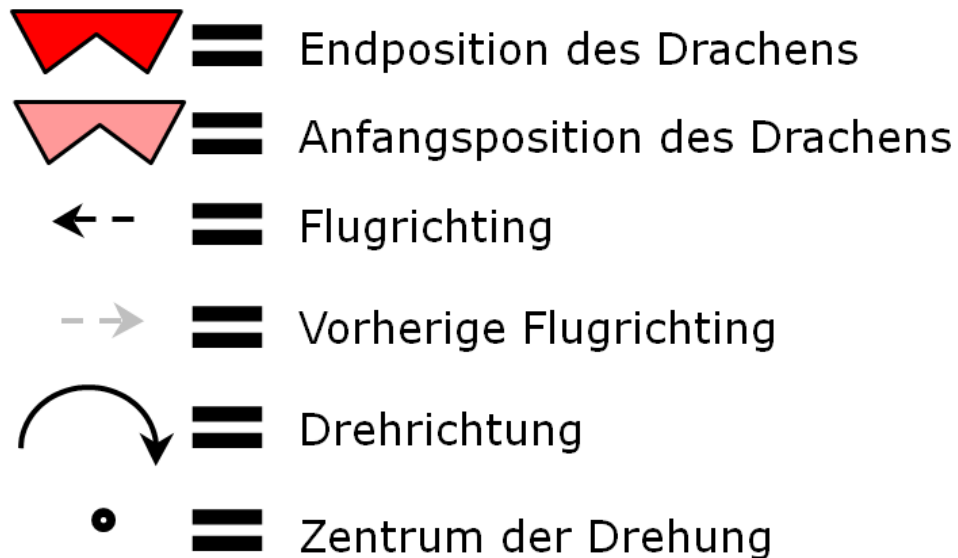 Endposition des Drachens
Anfangsposition des Drachens
Flugrichting
Vorherige Flugrichting
Drehrichtung
Zentrum der Drehung